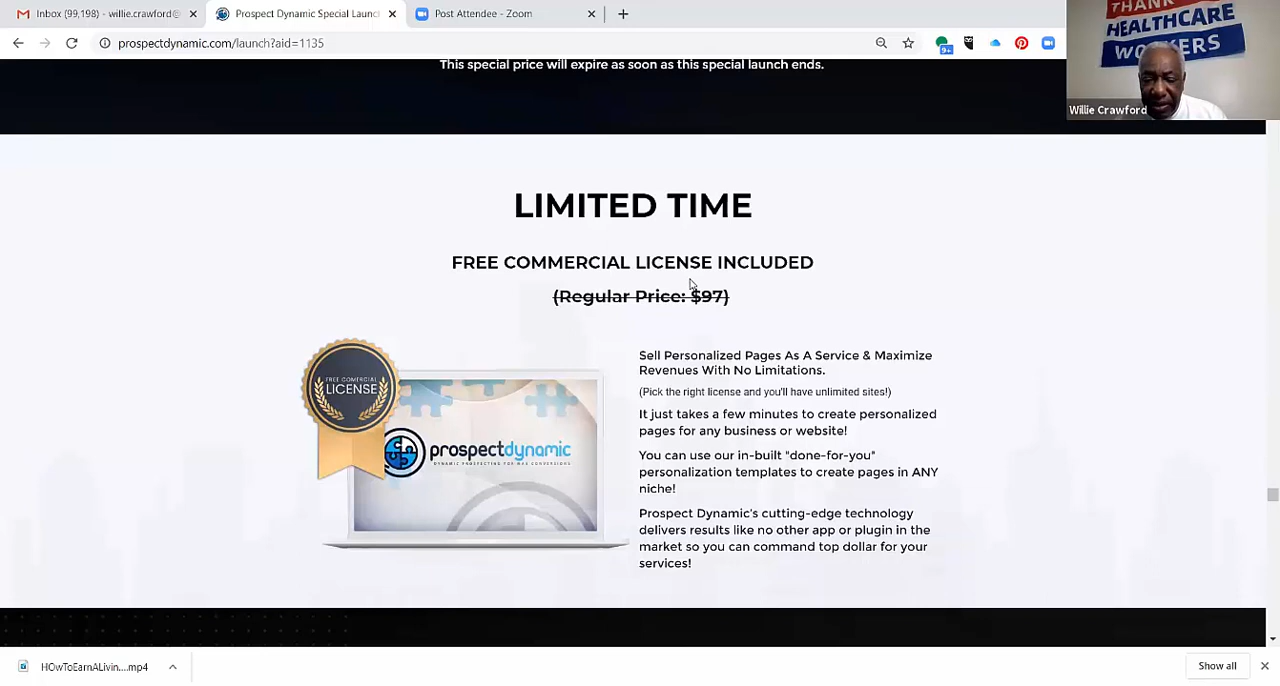 Inbox (99,198) - willie.crawford@
Prospect Dynamic Special Launch
Post Attendee - Zoom
prospectdynamic.com/launch?aid=1135
9+
THANK
HEALTHCARE
WORKERS
Willie Crawford
This special price will expire as soon as this special launch ends.
LIMITED TIME
FREE COMMERCIAL LICENSE INCLUDED
(Regular Price: $97)
FREE COMERCIAL
LICENSE
prospectdynamic
DYNAMIC PROSPECTING FOR MAX CONVERSIONS
Sell Personalized Pages As A Service & Maximize
Revenues With No Limitations.
(Pick the right license and you'll have unlimited sites!)
It just takes a few minutes to create personalized
pages for any business or website!
You can use our in-built "done-for-you"
personalization templates to create pages in ANY
niche!
Prospect Dynamic's cutting-edge technology
delivers results like no other app or plugin in the
market so you can command top dollar for your
services!
HOwToEarnALivin....mp4
Show all